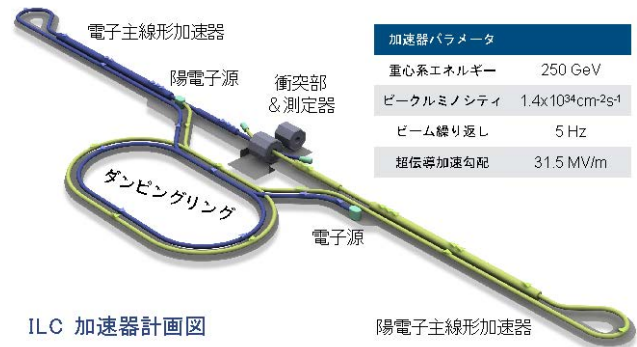 電子主線形加速器
陽電子源
衝突部
&測定器
ダンピングリング
電子源
陽電子主線形加速器
ILC 加速器計画図
加速器パラメータ
重心系エネルギー 250 GeV
ピークルミノシティ 1.4x10³⁴cm⁻²s⁻¹
ビーム繰り返し 5 Hz
超伝導加速勾配 31.5 MV/m